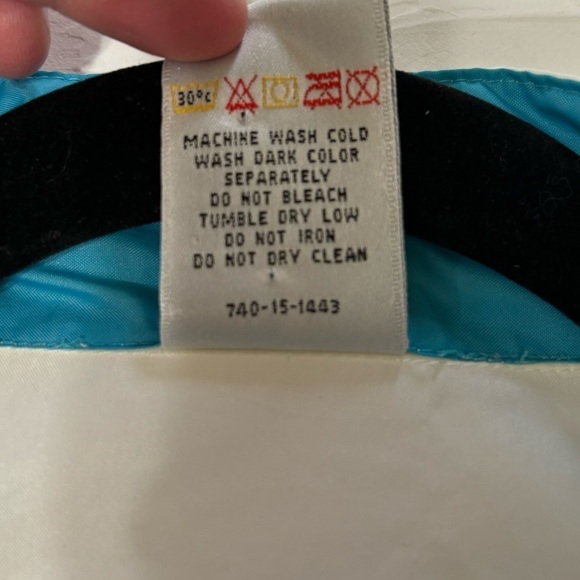 30°c
MACHINE WASH COLD
WASH DARK COLOR
SEPARATELY
DO NOT BLEACH
TUMBLE DRY LOW
DO NOT IRON
DO NOT DRY CLEAN
740-15-1443